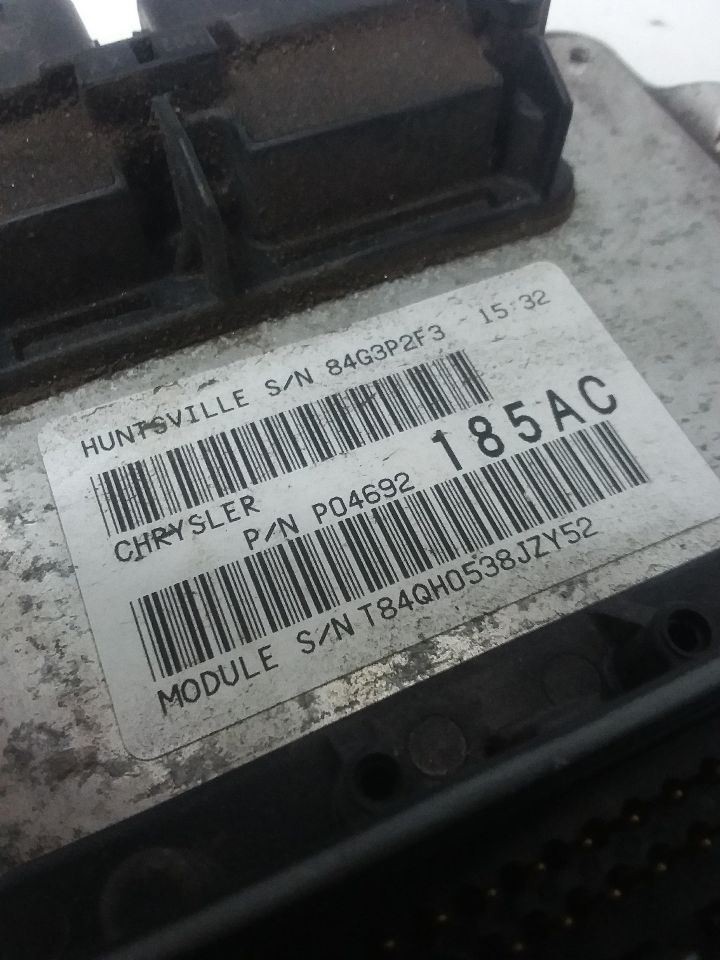 HUNTSVILLE S/N 84G3P2F3 15:32
CHRYSLER
P/N P04692 185AC
MODULE S/N T84QH0538JZY52